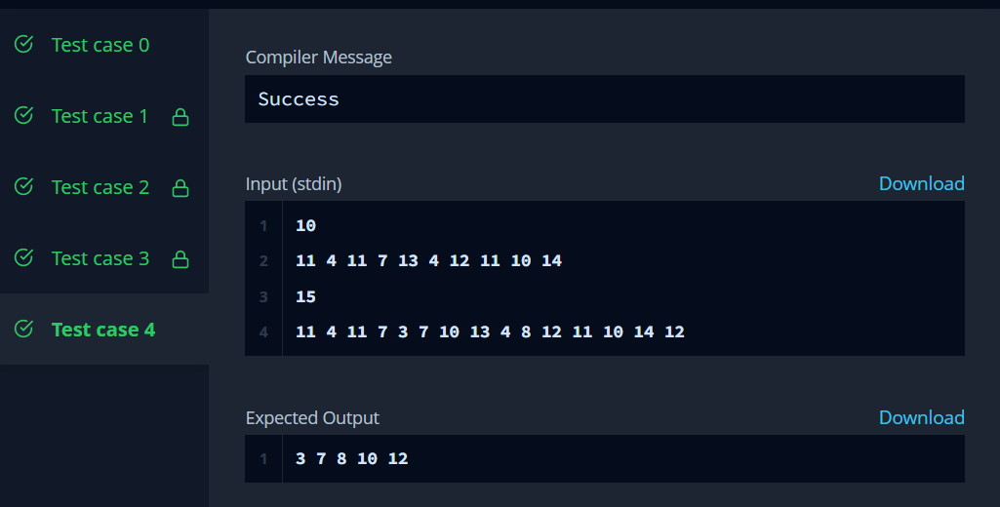 Test case 0
Test case 1
Test case 2
Test case 3
Test case 4
Compiler Message
Success
Input (stdin)
Download
1 10
2 11 4 11 7 13 4 12 11 10 14
3 15
4 11 4 11 7 3 7 10 13 4 8 12 11 10 14 12
Expected Output
Download
1 3 7 8 10 12